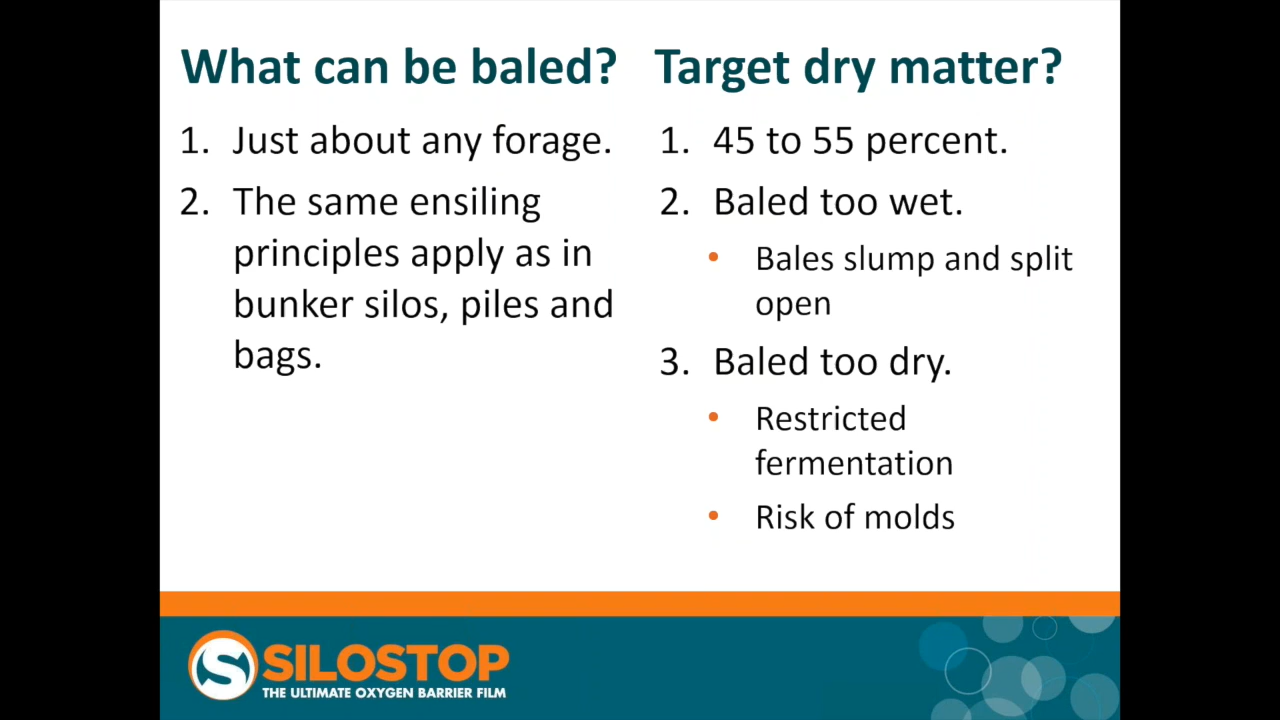 What can be baled?
1. Just about any forage.
2. The same ensiling
principles apply as in
bunker silos, piles and
bags.
Target dry matter?
1. 45 to 55 percent.
2. Baled too wet.
• Bales slump and split
open
3. Baled too dry.
• Restricted
fermentation
• Risk of molds
SILOSTOP
THE ULTIMATE OXYGEN BARRIER FILM